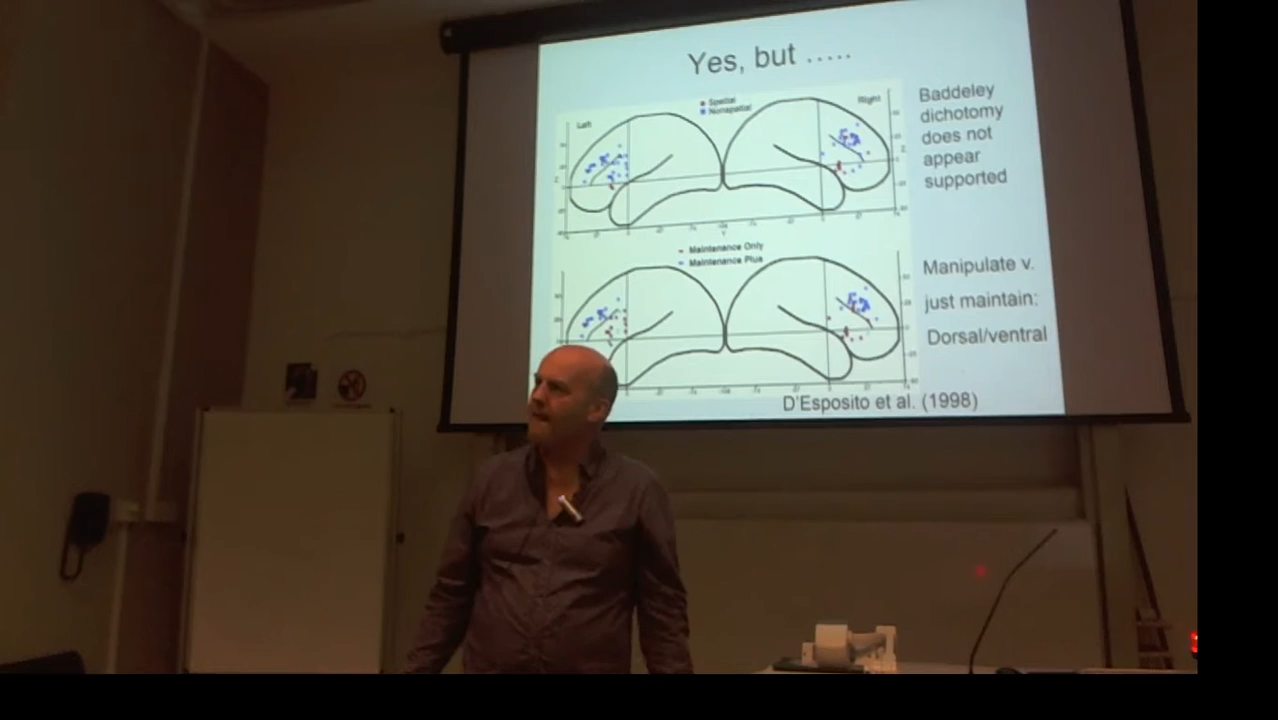 Yes, but .....
Spatial
Nonspatial
Left
Right
Baddeley
dichotomy
does not
appear
supported
Maintenance Only
Maintenance Plus
Manipulate v.
just maintain:
Dorsal/ventral
D'Esposito et al. (1998)